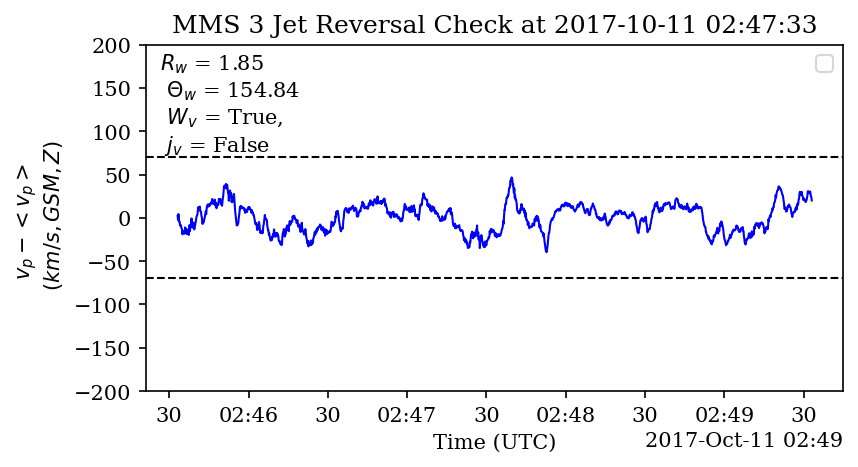 MMS 3 Jet Reversal Check at 2017-10-11 02:47:33
R_w = 1.85
Θ_w = 154.84
W_v = True,
j_v = False
v_p − < v_p >
(km/s, GSM, Z)
200
150
100
50
0
−50
−100
−150
−200
30 02:46 30 02:47 30 02:48 30 02:49 30
Time (UTC)
2017-Oct-11 02:49